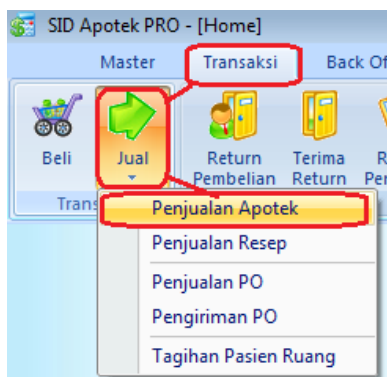 SID Apotek PRO - [Home]
Master Transaksi Back Of
Beli Jual Return Pembelian Terima Return
Penjualan Apotek
Penjualan Resep
Penjualan PO
Pengiriman PO
Tagihan Pasien Ruang